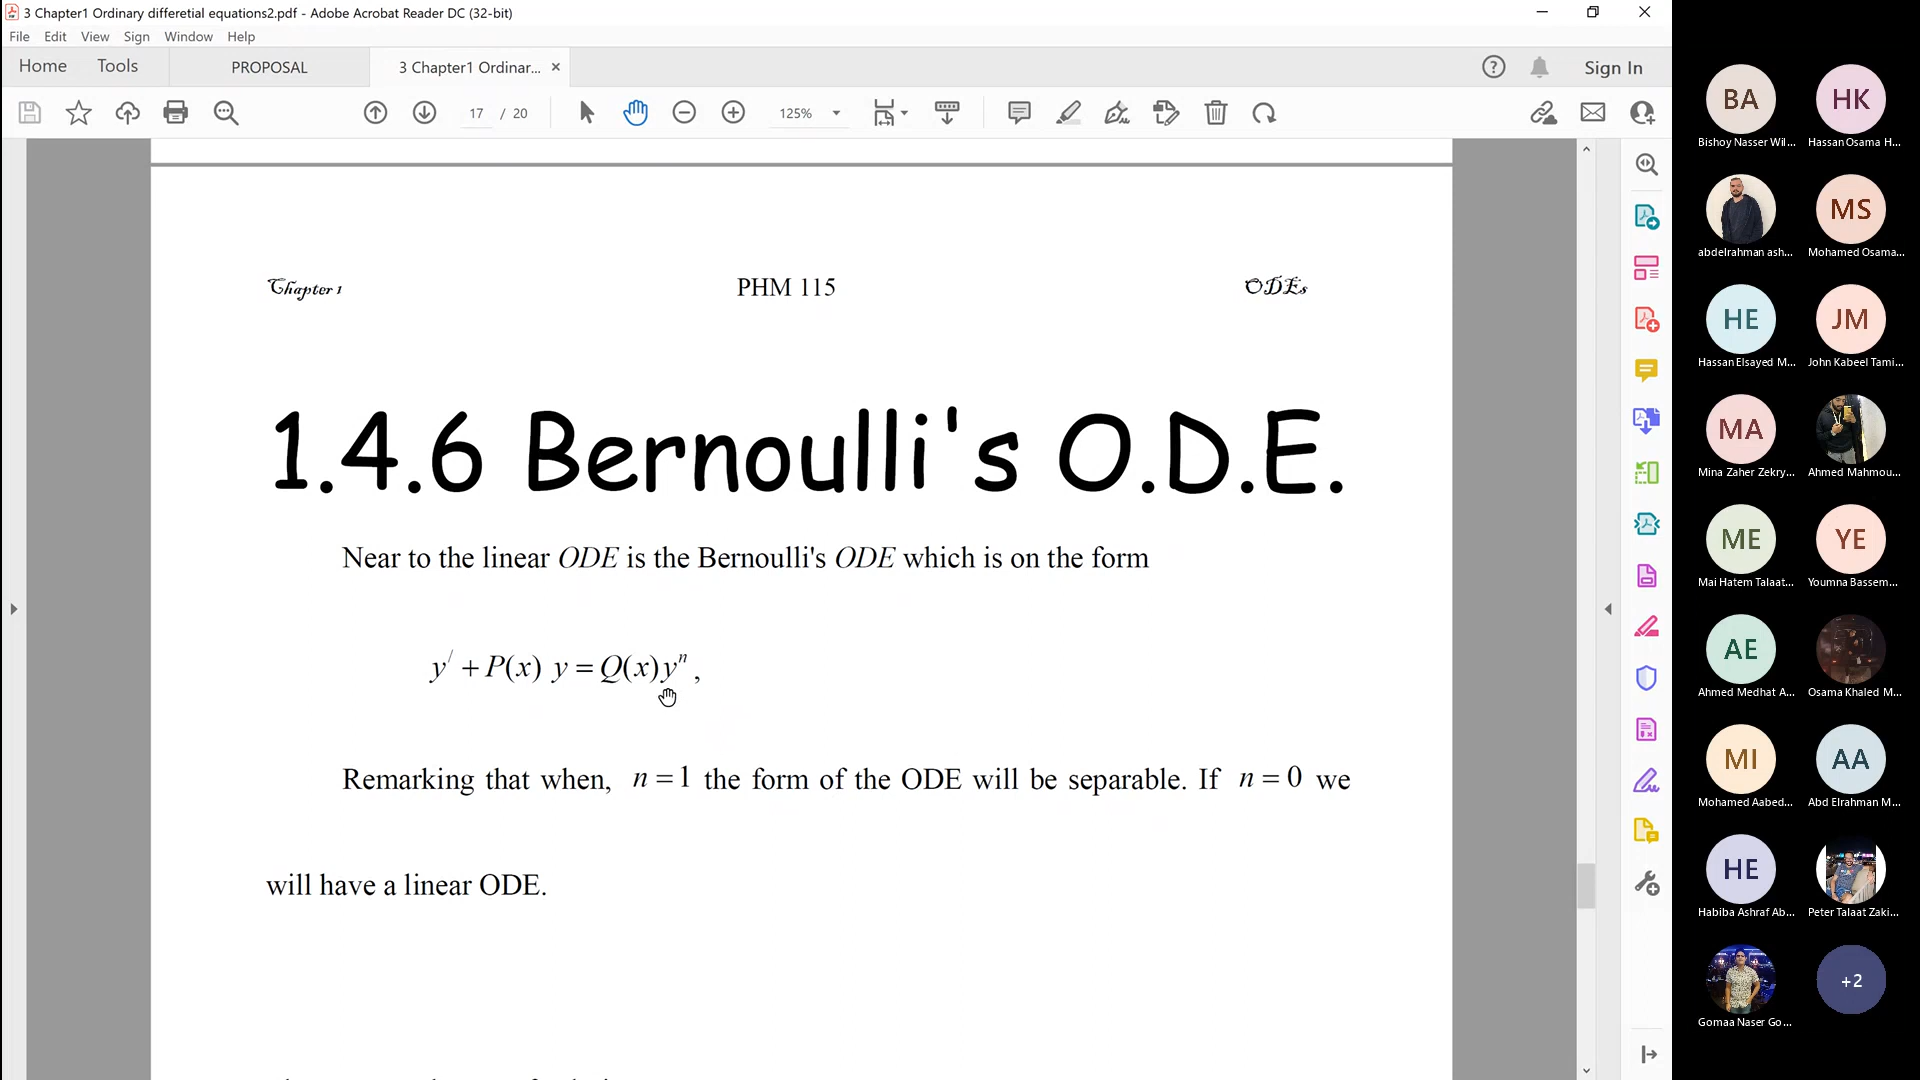 3 Chapter1 Ordinary differetial equations2.pdf - Adobe Acrobat Reader DC (32-bit)
File Edit View Sign Window Help
Home Tools PROPOSAL 3 Chapter1 Ordinar... × Sign In
17 / 20 125%
Chapter 1 PHM 115 ODEs
1.4.6 Bernoulli's O.D.E.
Near to the linear ODE is the Bernoulli's ODE which is on the form
y′ + P(x) y = Q(x)yⁿ ,
Remarking that when, n = 1 the form of the ODE will be separable. If n = 0 we
will have a linear ODE.
BA HK
Bishoy Nasser Wil... Hassan Osama H...
MS
abdelrahman ash... Mohamed Osama...
HE JM
Hassan Elsayed M... John Kabeel Tami...
MA
Mina Zaher Zekry... Ahmed Mahmou...
ME YE
Mai Hatem Talaat... Youmna Bassem...
AE
Ahmed Medhat A... Osama Khaled M...
MI AA
Mohamed Aabed... Abd Elrahman M...
HE
Habiba Ashraf Ab... Peter Talaat Zaki...
+2
Gomaa Naser Go...